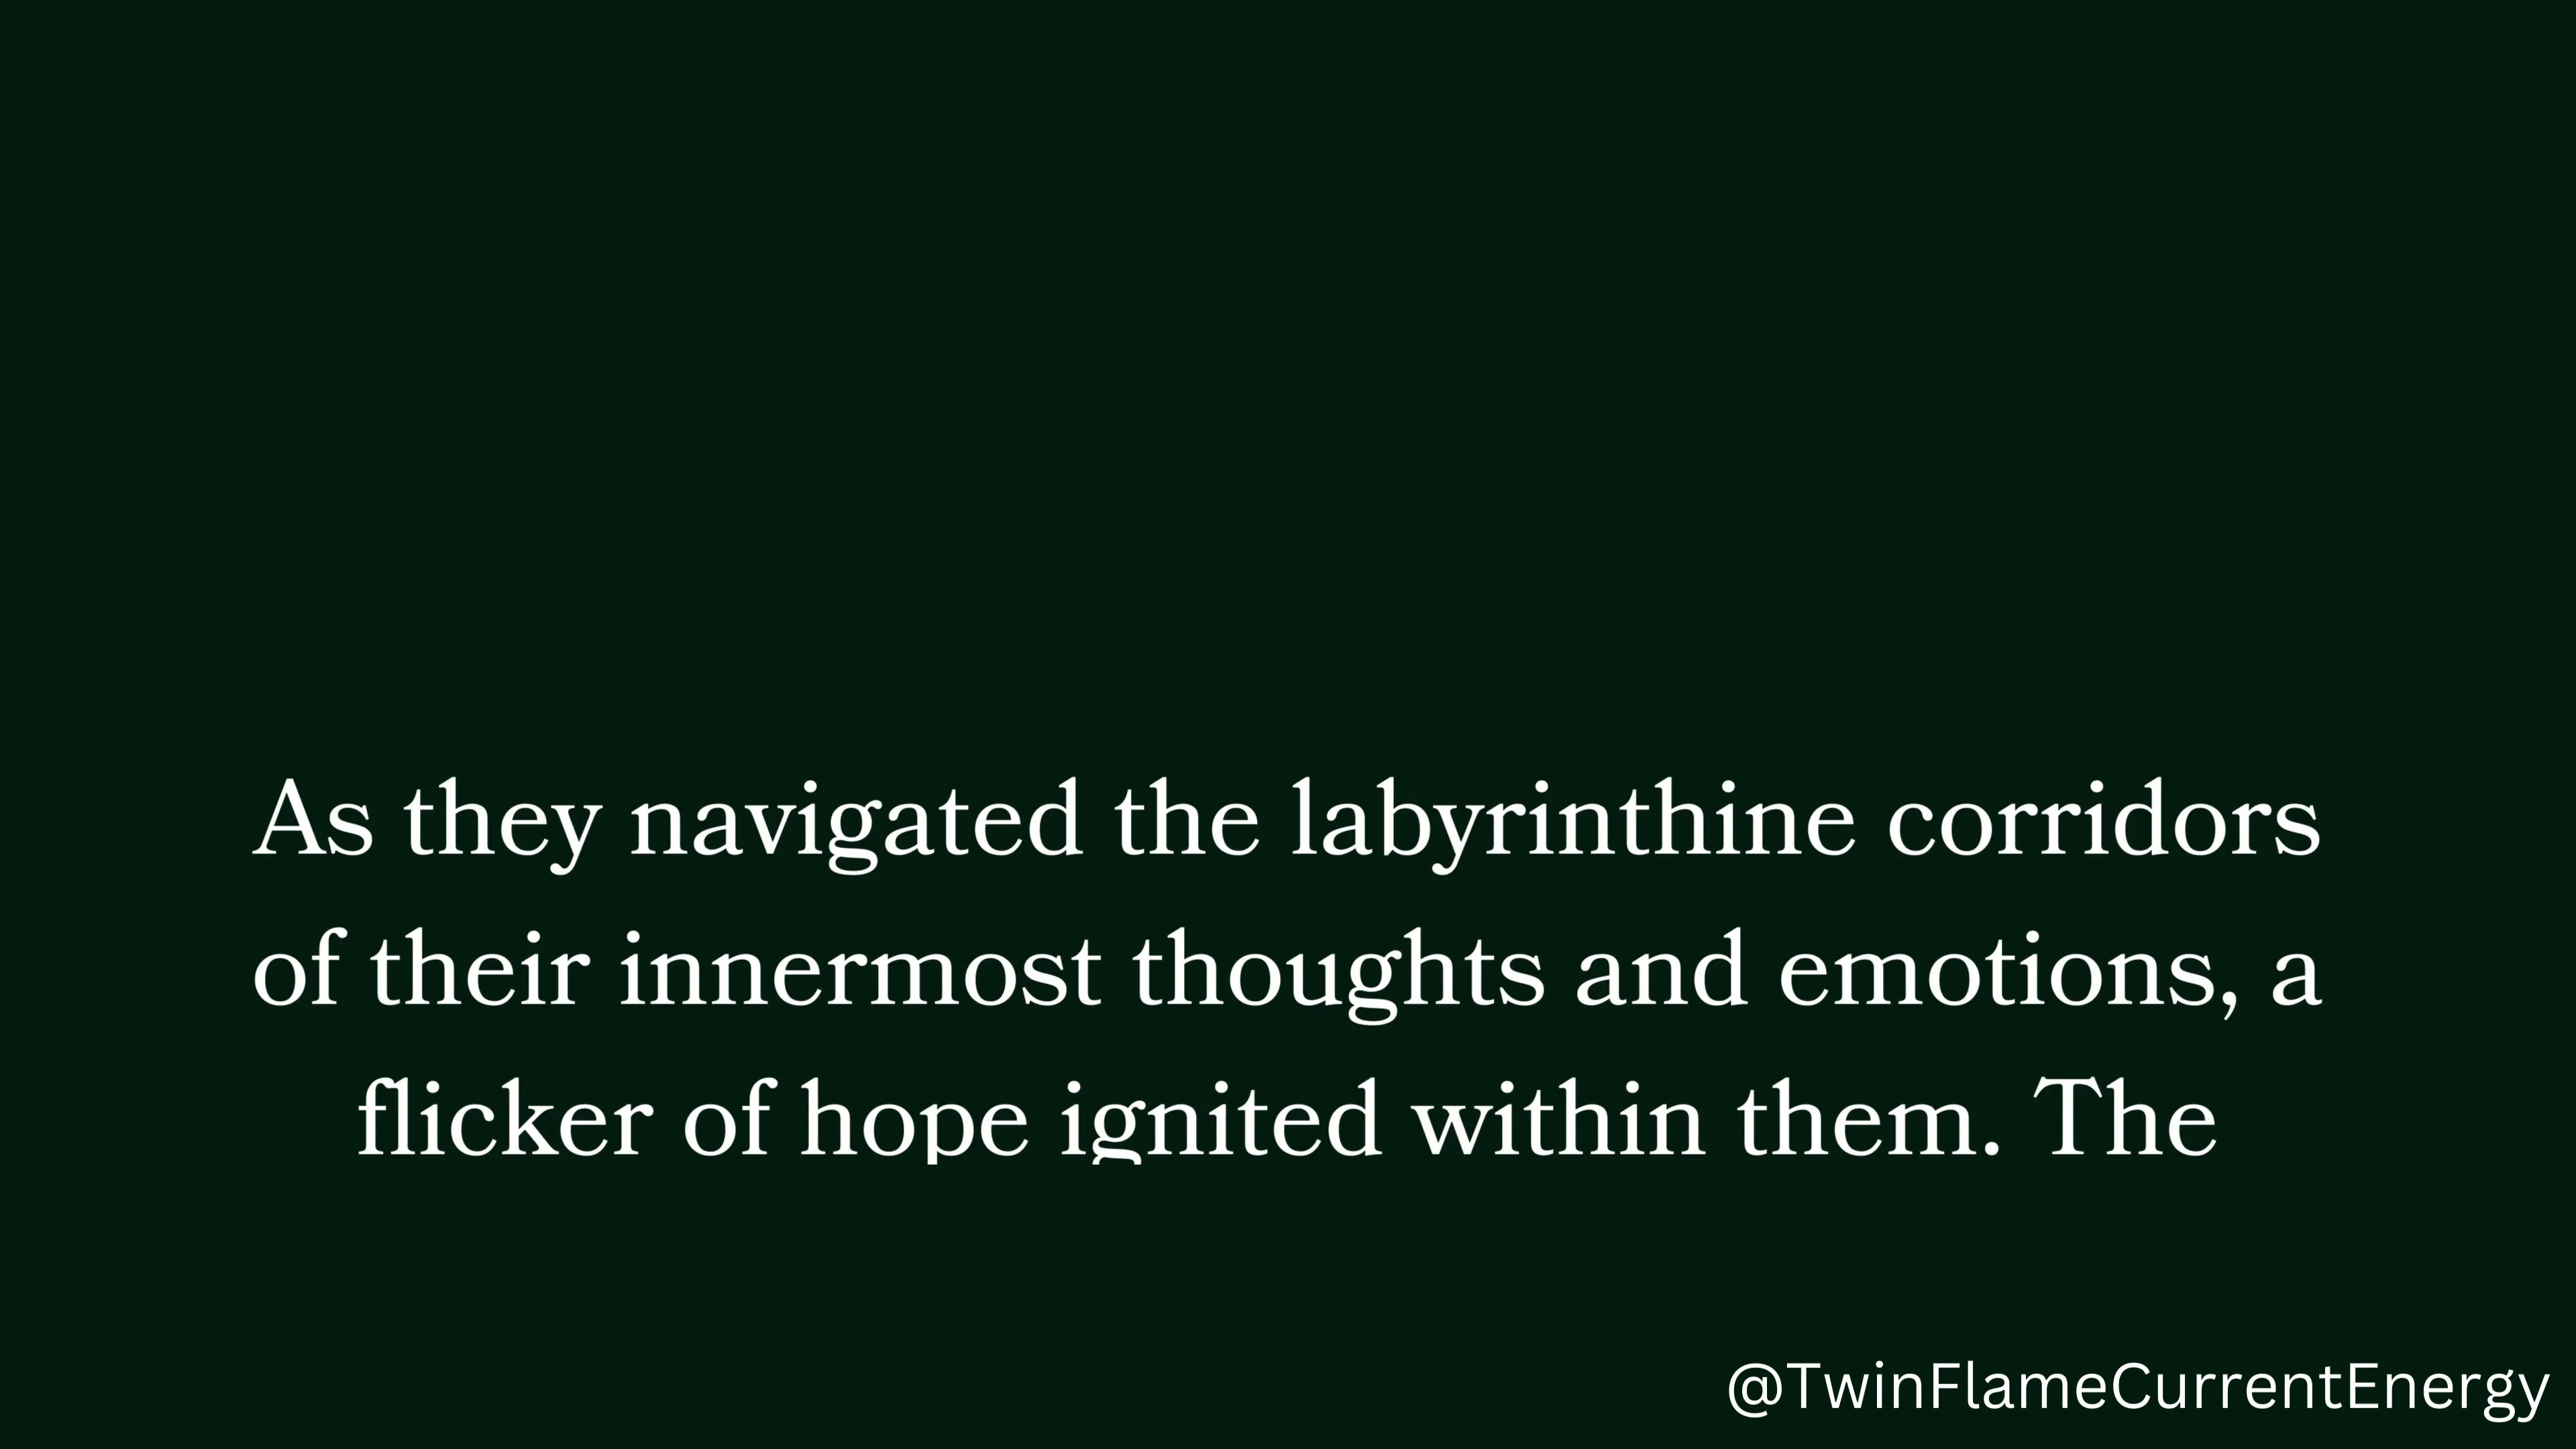 As they navigated the labyrinthine corridors
of their innermost thoughts and emotions, a
flicker of hope ignited within them. The
@TwinFlameCurrentEnergy